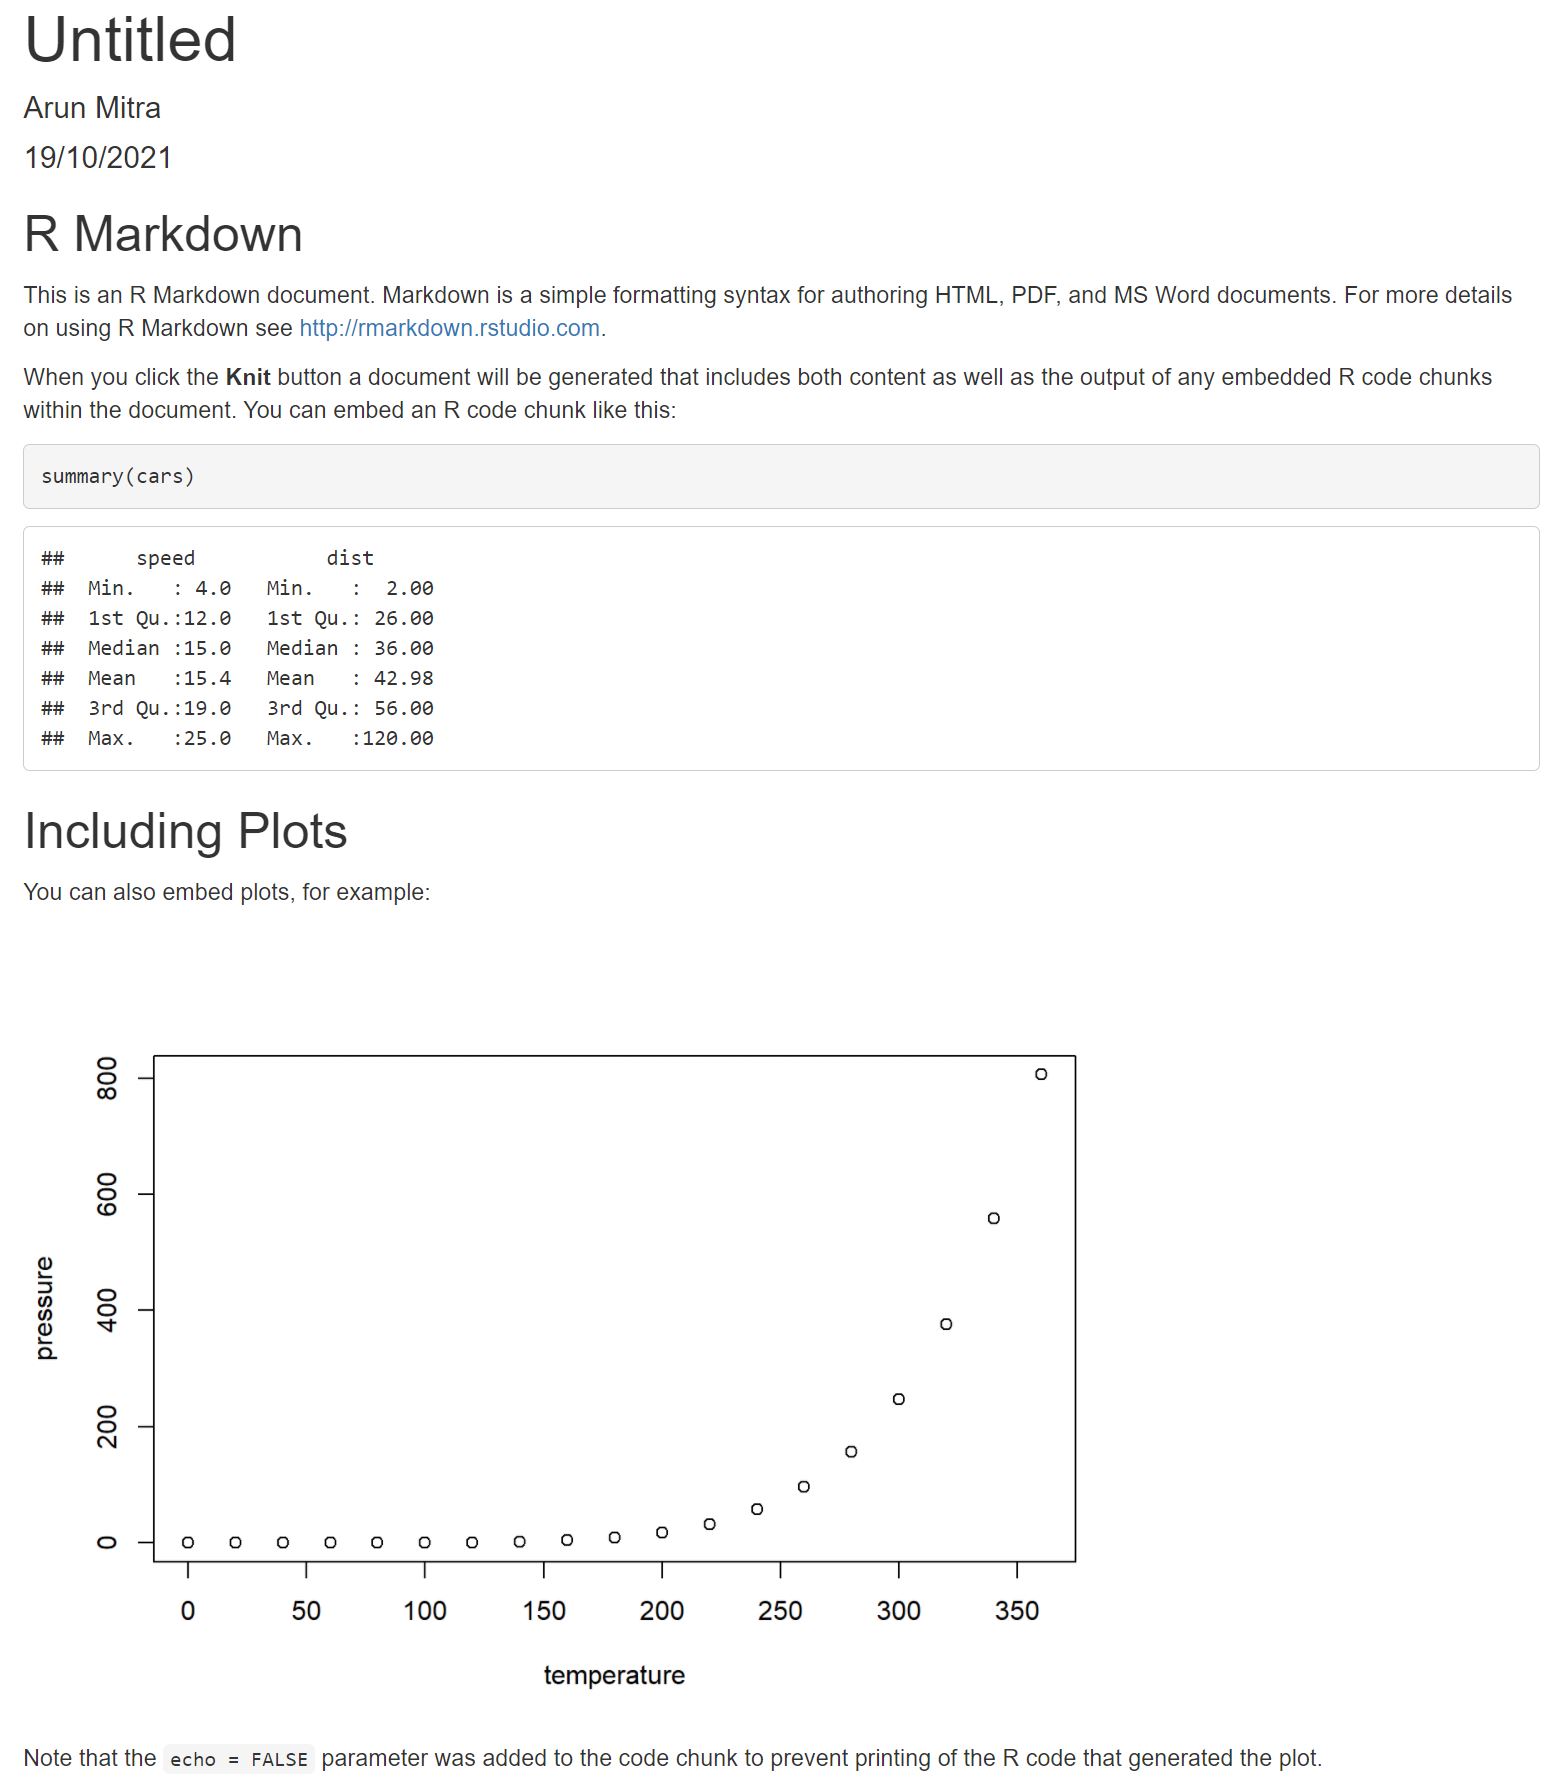 Untitled
Arun Mitra
19/10/2021
R Markdown
This is an R Markdown document. Markdown is a simple formatting syntax for authoring HTML, PDF, and MS Word documents. For more details
on using R Markdown see http://rmarkdown.rstudio.com.
When you click the Knit button a document will be generated that includes both content as well as the output of any embedded R code chunks
within the document. You can embed an R code chunk like this:
summary(cars)
##      speed           dist
##  Min.   : 4.0   Min.   :  2.00
##  1st Qu.:12.0   1st Qu.: 26.00
##  Median :15.0   Median : 36.00
##  Mean   :15.4   Mean   : 42.98
##  3rd Qu.:19.0   3rd Qu.: 56.00
##  Max.   :25.0   Max.   :120.00
Including Plots
You can also embed plots, for example:
800
600
400
200
0
pressure
0 50 100 150 200 250 300 350
temperature
Note that the echo = FALSE parameter was added to the code chunk to prevent printing of the R code that generated the plot.